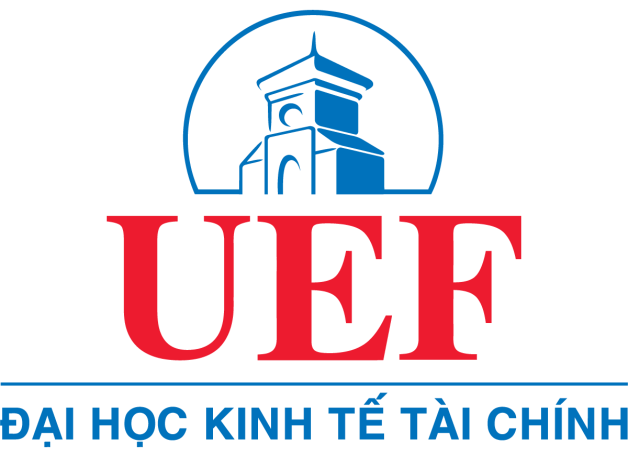 UEF
ĐẠI HỌC KINH TẾ TÀI CHÍNH